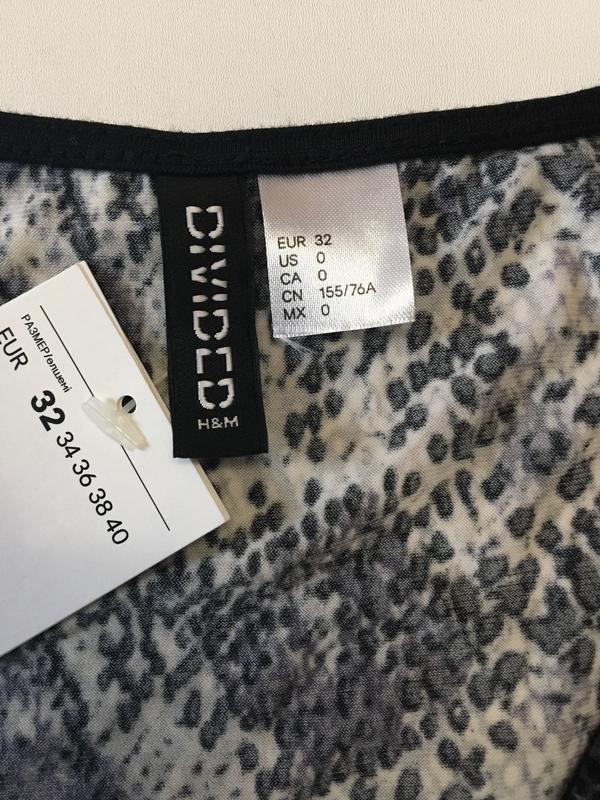 DIVIDED
H&M
EUR 32
US 0
CA 0
CN 155/76A
MX 0
РАЗМЕР/өлшемі
EUR 32 34 36 38 40